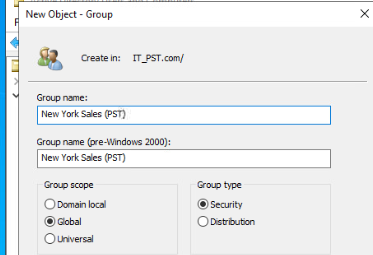 New Object - Group
Create in: IT_PST.com/
Group name:
New York Sales (PST)
Group name (pre-Windows 2000):
New York Sales (PST)
Group scope
Domain local
Global
Universal
Group type
Security
Distribution